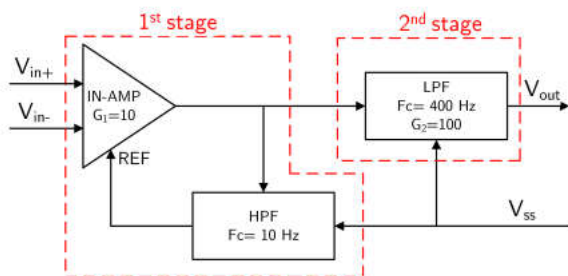 1st stage
2nd stage
Vin+
Vin-
IN-AMP
G1=10
REF
HPF
Fc= 10 Hz
LPF
Fc= 400 Hz
G2=100
Vout
Vss